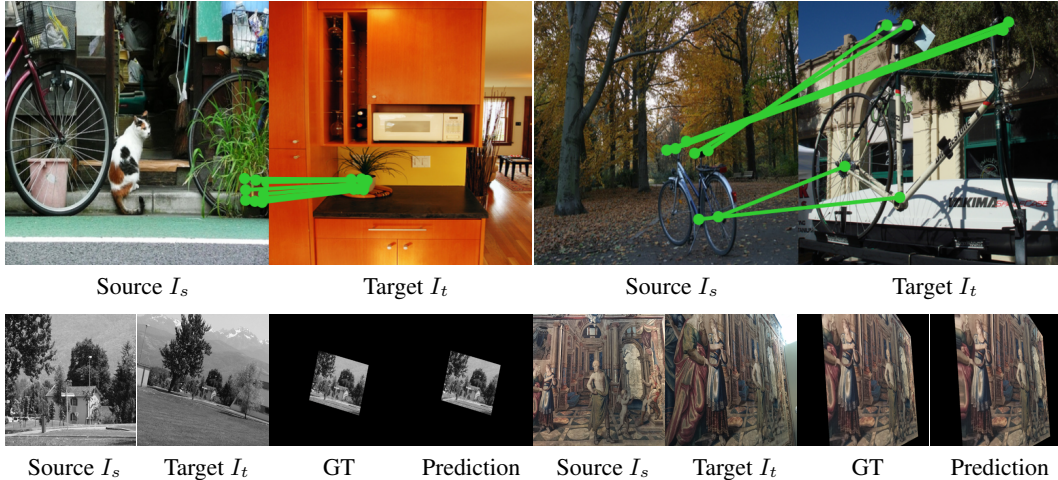 YAKIMA
Source I_s Target I_t Source I_s Target I_t
Source I_s Target I_t GT Prediction Source I_s Target I_t GT Prediction